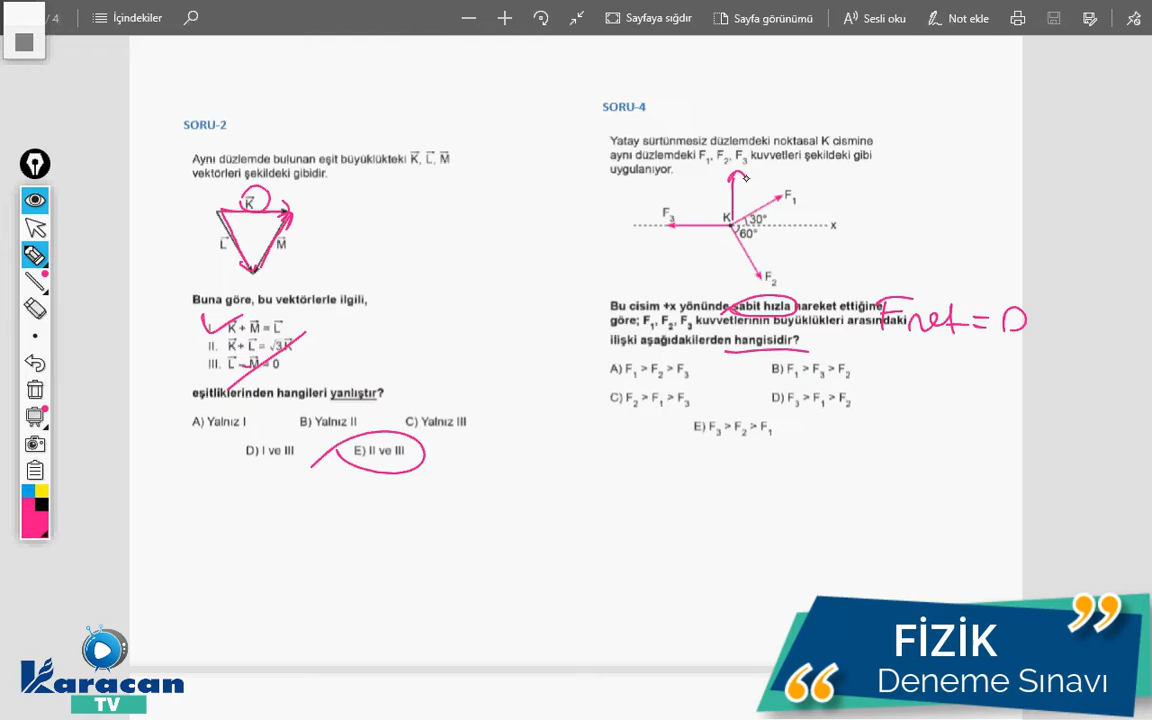 / 4
İçindekiler
Sayfaya sığdır
Sayfa görünümü
Sesli oku
Not ekle
SORU-2
Aynı düzlemde bulunan eşit büyüklükteki K, L, M
vektörleri şekildeki gibidir.
K
L
M
Buna göre, bu vektörlerle ilgili,
I. K + M = L
II. K + L = √3K
III. L – M = 0
eşitliklerinden hangileri yanlıştır?
A) Yalnız I
B) Yalnız II
C) Yalnız III
D) I ve III
E) II ve III
SORU-4
Yatay sürtünmesiz düzlemdeki noktasal K cismine
aynı düzlemdeki F1, F2, F3 kuvvetleri şekildeki gibi
uygulanıyor.
F1
F3
K
30°
60°
x
F2
Bu cisim +x yönünde sabit hızla hareket ettiğine
göre; F1, F2, F3 kuvvetlerinin büyüklükleri arasındaki
ilişki aşağıdakilerden hangisidir?
Fnet = 0
A) F1 > F2 > F3
B) F1 > F3 > F2
C) F2 > F1 > F3
D) F3 > F1 > F2
E) F3 > F2 > F1
Karacan
TV
FİZİK
Deneme Sınavı